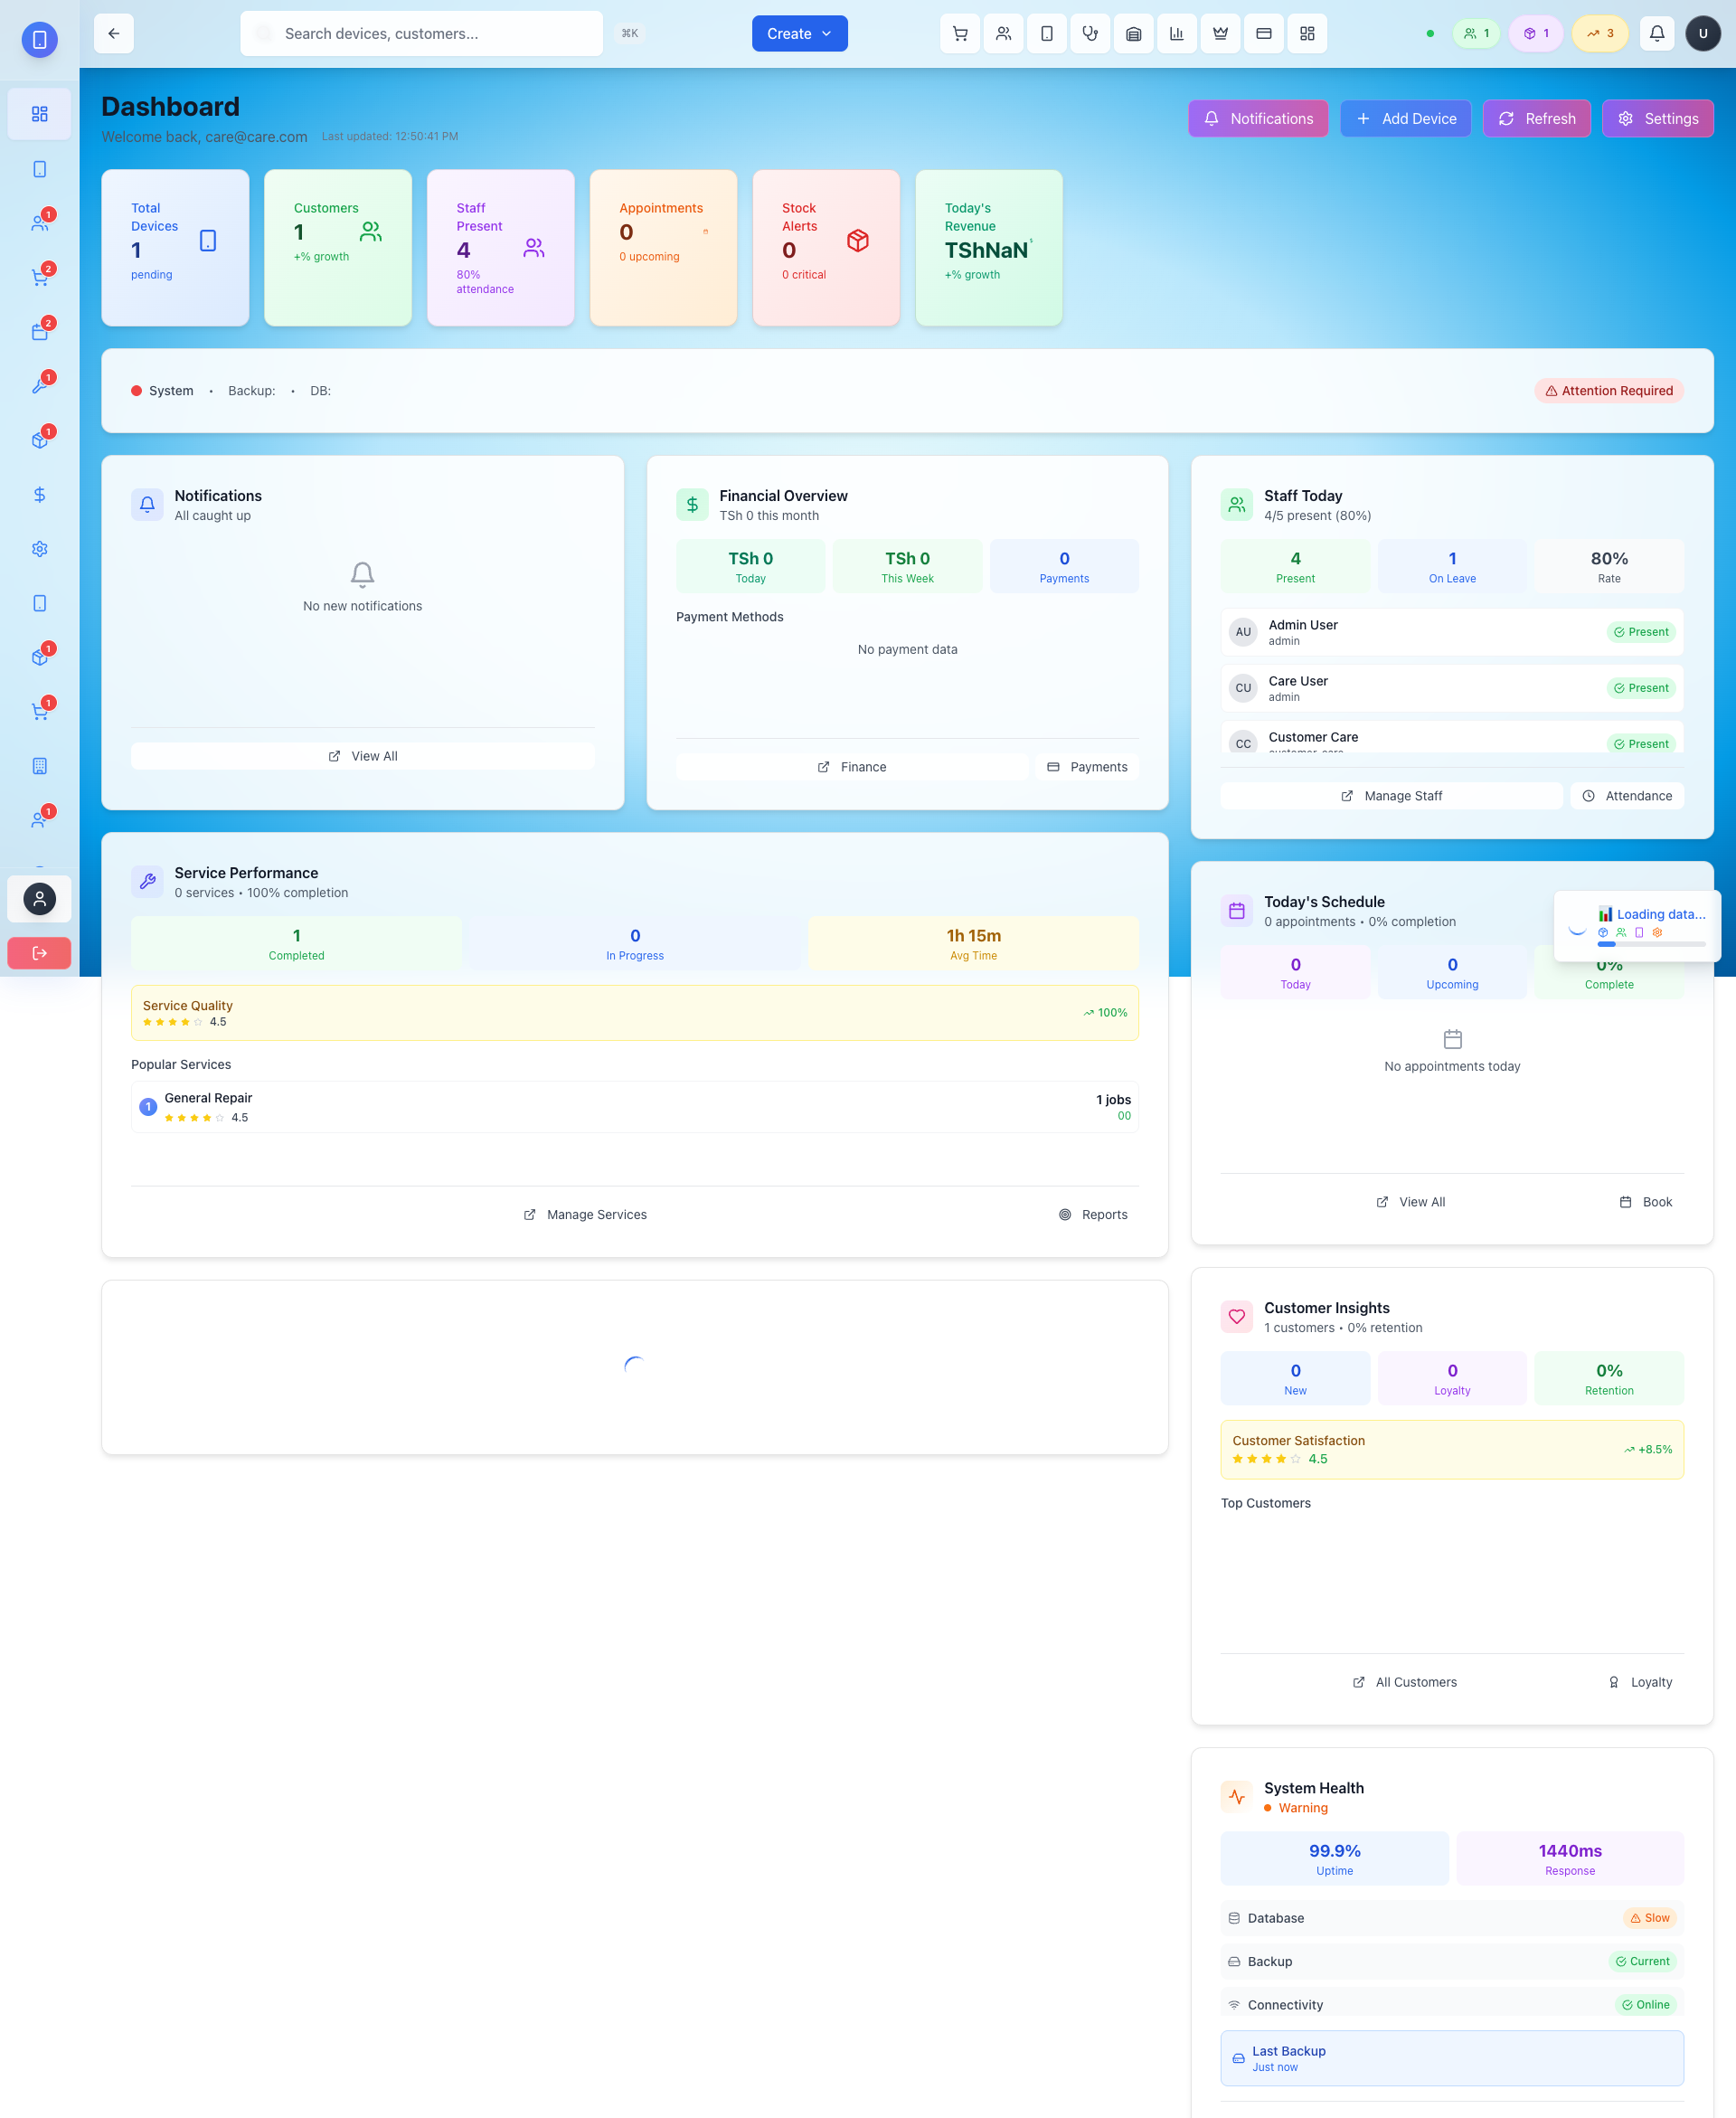 Search devices, customers...
⌘K
Create
1
1
3
U
Dashboard
Welcome back, care@care.com
Last updated: 12:50:41 PM
Notifications
Add Device
Refresh
Settings
1
2
2
1
1
1
1
1
Total
Devices
1
pending
Customers
1
+% growth
Staff
Present
4
80%
attendance
Appointments
0
0 upcoming
Stock
Alerts
0
0 critical
Today's
Revenue
TShNaN
+% growth
System • Backup: • DB:
Attention Required
Notifications
All caught up
No new notifications
View All
Financial Overview
TSh 0 this month
TSh 0
Today
TSh 0
This Week
0
Payments
Payment Methods
No payment data
Finance
Payments
Staff Today
4/5 present (80%)
4
Present
1
On Leave
80%
Rate
AU
Admin User
admin
Present
CU
Care User
admin
Present
CC
Customer Care
customer-care
Present
Manage Staff
Attendance
Service Performance
0 services • 100% completion
1
Completed
0
In Progress
1h 15m
Avg Time
Service Quality
4.5
100%
Popular Services
1
General Repair
4.5
1 jobs
00
Manage Services
Reports
Today's Schedule
0 appointments • 0% completion
📊 Loading data...
0
Today
0
Upcoming
0%
Complete
No appointments today
View All
Book
Customer Insights
1 customers • 0% retention
0
New
0
Loyalty
0%
Retention
Customer Satisfaction
4.5
+8.5%
Top Customers
All Customers
Loyalty
System Health
Warning
99.9%
Uptime
1440ms
Response
Database
Slow
Backup
Current
Connectivity
Online
Last Backup
Just now